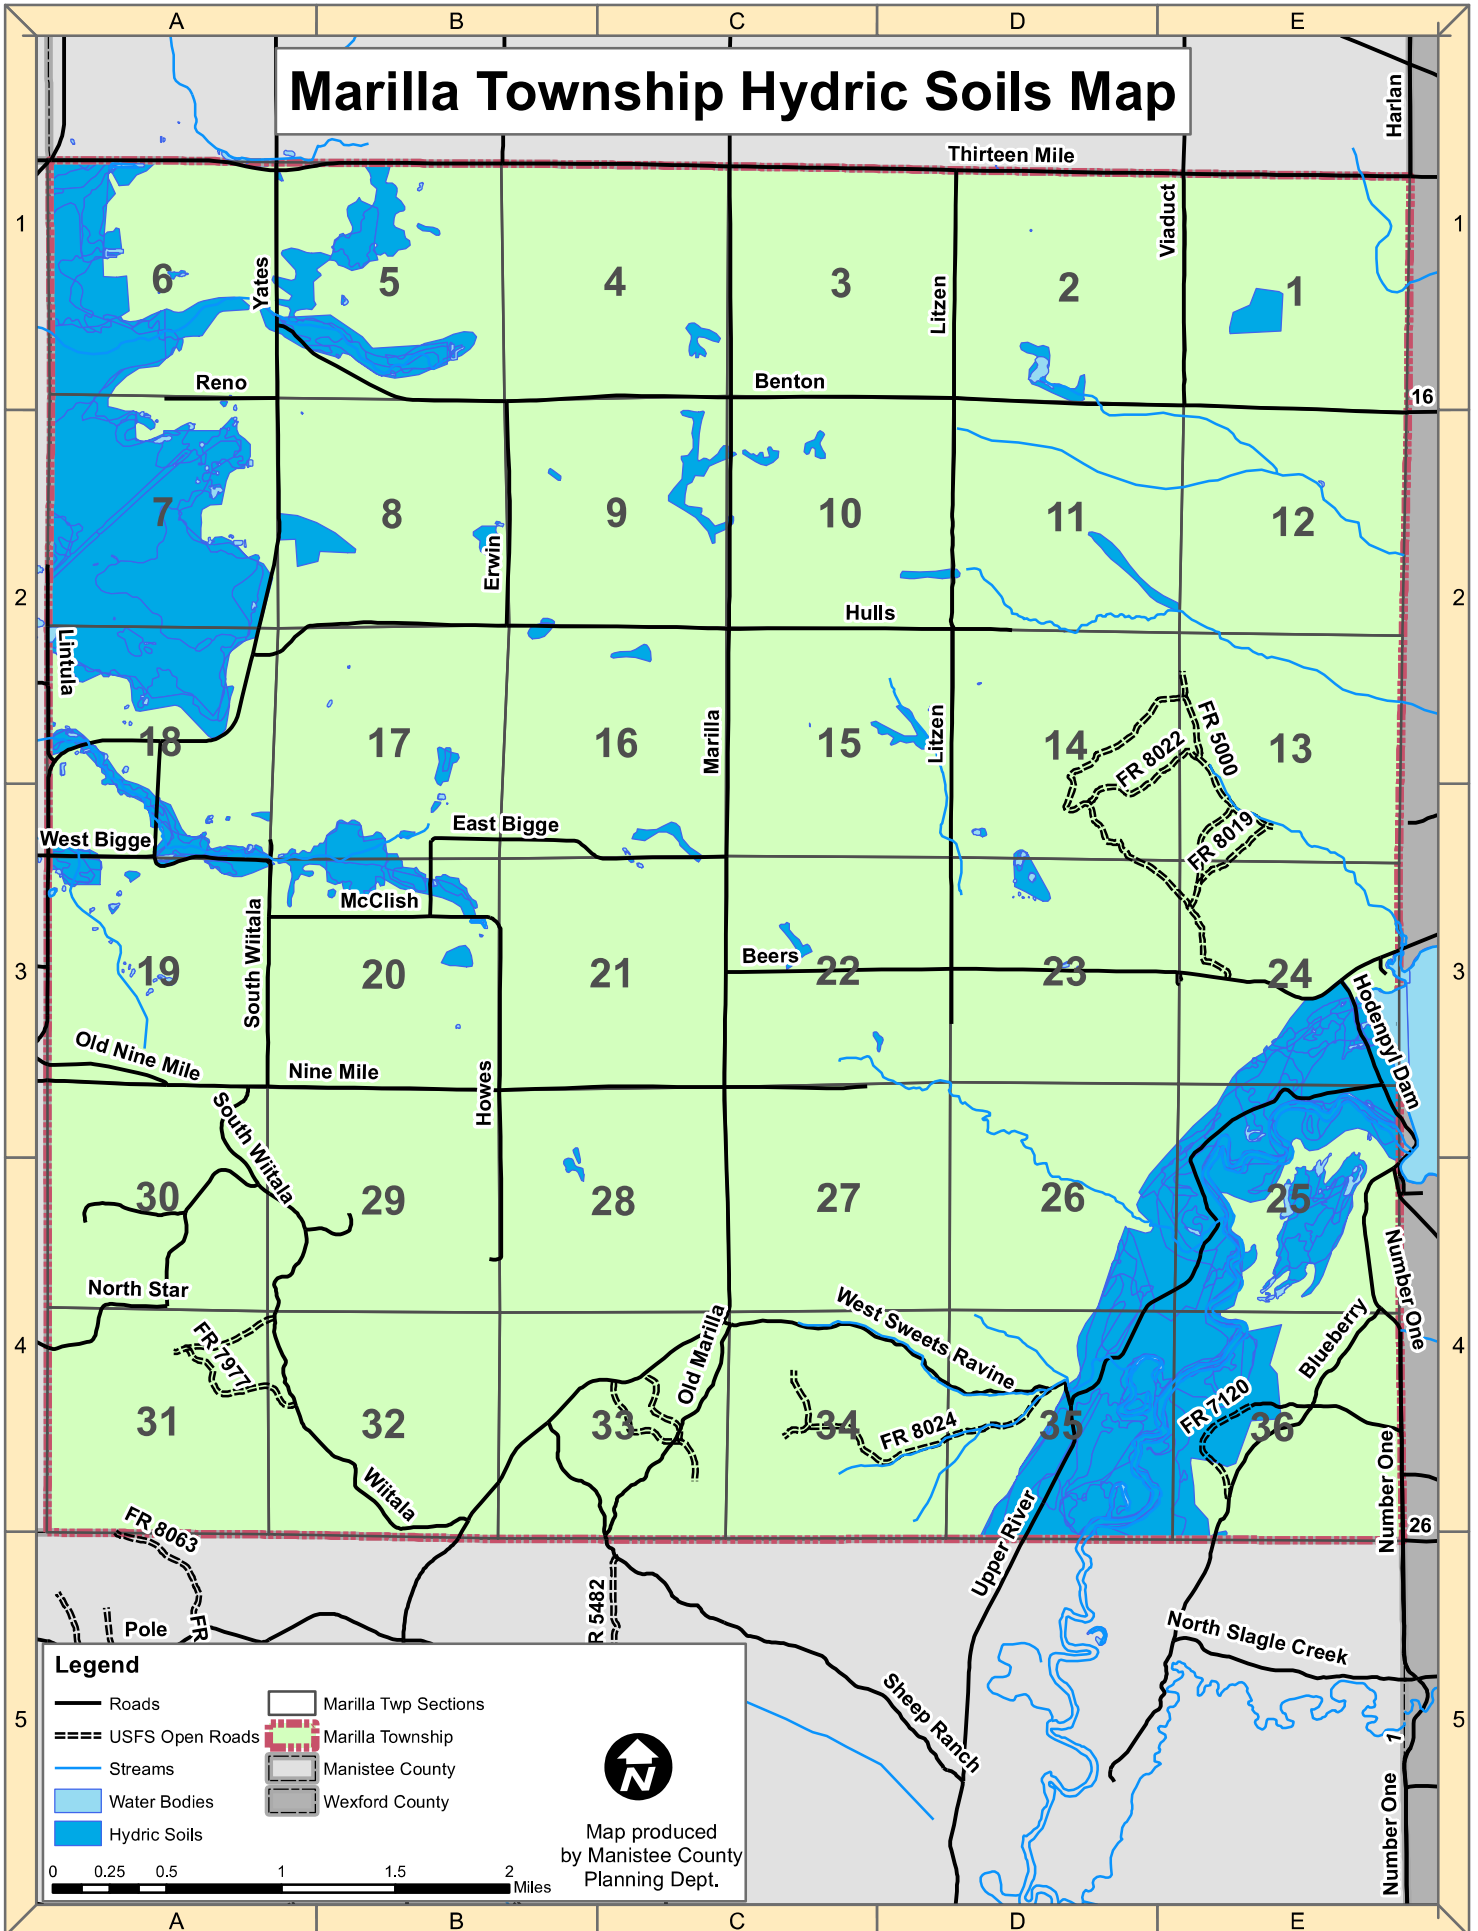 A B C D E
Marilla Township Hydric Soils Map
Harlan
Thirteen Mile
1 1
Viaduct
Yates
Litzen
6 5 4 3 2 1
Reno
Benton
16
7 8 9 10 11 12
Erwin
2 2
Hulls
Lintula
Marilla
Litzen
FR 5000
18 17 16 15 14 13
FR 8022
East Bigge
West Bigge
FR 8019
McClish
South Wiitala
Beers
3 3
19 20 21 22 23 24
Hodenpyl Dam
Old Nine Mile
Nine Mile
Howes
South Wiitala
30 29 28 27 26 25
Number One
North Star
West Sweets Ravine
Old Marilla
Blueberry
4 4
FR 7977
FR 7120
31 32 33 34 35 36
FR 8024
Wiitala
Number One
Upper River
26
FR 8063
R 5482
FR
Pole
North Slagle Creek
Sheep Ranch
5 5
1
Number One
Legend
Roads
USFS Open Roads
Streams
Water Bodies
Hydric Soils
Marilla Twp Sections
Marilla Township
Manistee County
Wexford County
N
Map produced
by Manistee County
Planning Dept.
0 0.25 0.5 1 1.5 2
Miles
A B C D E